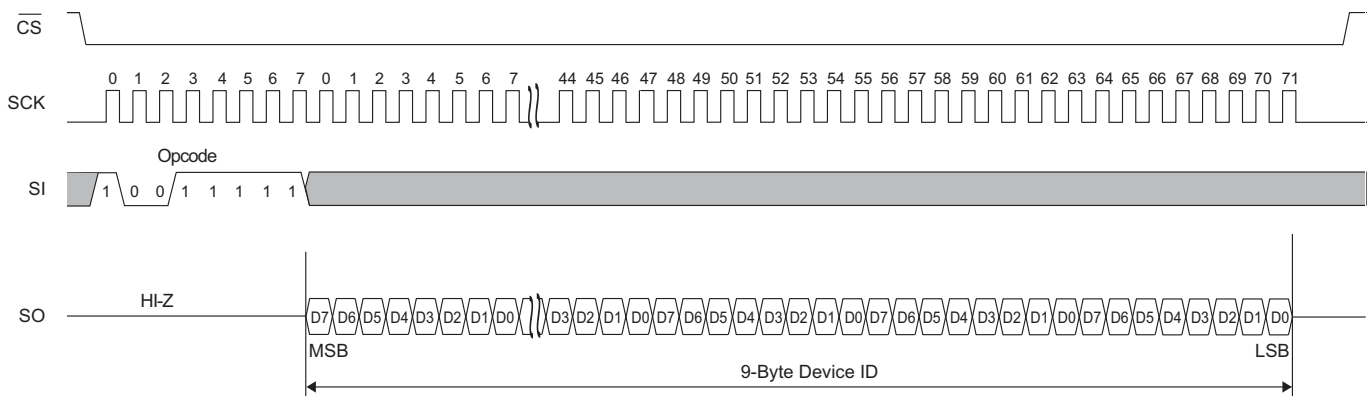 CS
0 1 2 3 4 5 6 7 0 1 2 3 4 5 6 7 44 45 46 47 48 49 50 51 52 53 54 55 56 57 58 59 60 61 62 63 64 65 66 67 68 69 70 71
SCK
Opcode
SI 1 0 0 1 1 1 1 1
HI-Z
SO D7 D6 D5 D4 D3 D2 D1 D0 D3 D2 D1 D0 D7 D6 D5 D4 D3 D2 D1 D0 D7 D6 D5 D4 D3 D2 D1 D0 D7 D6 D5 D4 D3 D2 D1 D0
MSB LSB
9-Byte Device ID